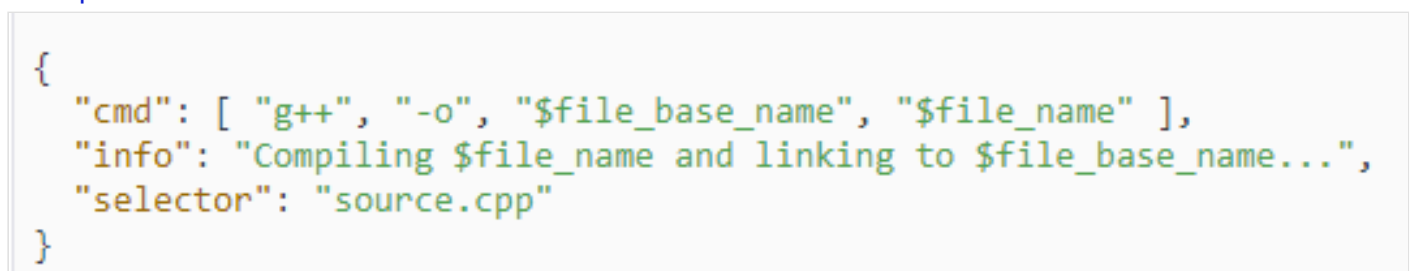 {
"cmd": [ "g++", "-o", "$file_base_name", "$file_name" ],
"info": "Compiling $file_name and linking to $file_base_name...",
"selector": "source.cpp"
}